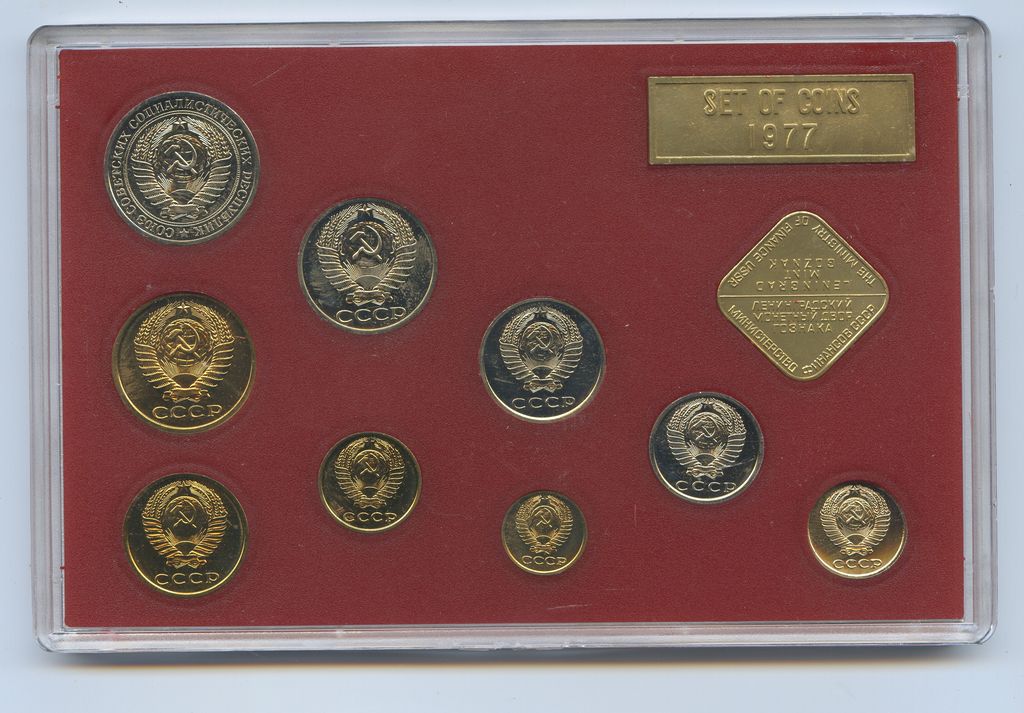 SET OF COINS
1977
СОЮЗ СОВЕТСКИХ СОЦИАЛИСТИЧЕСКИХ РЕСПУБЛИК
СССР
СССР
СССР
СССР
СССР
СССР
СССР
СССР
THE MINISTRY OF FINANCE USSR
LENINGRAD
MINT
GOZNAK
ЛЕНИНГРАДСКИЙ
МОНЕТНЫЙ ДВОР
ГОЗНАКА
МИНИСТЕРСТВО ФИНАНСОВ СССР